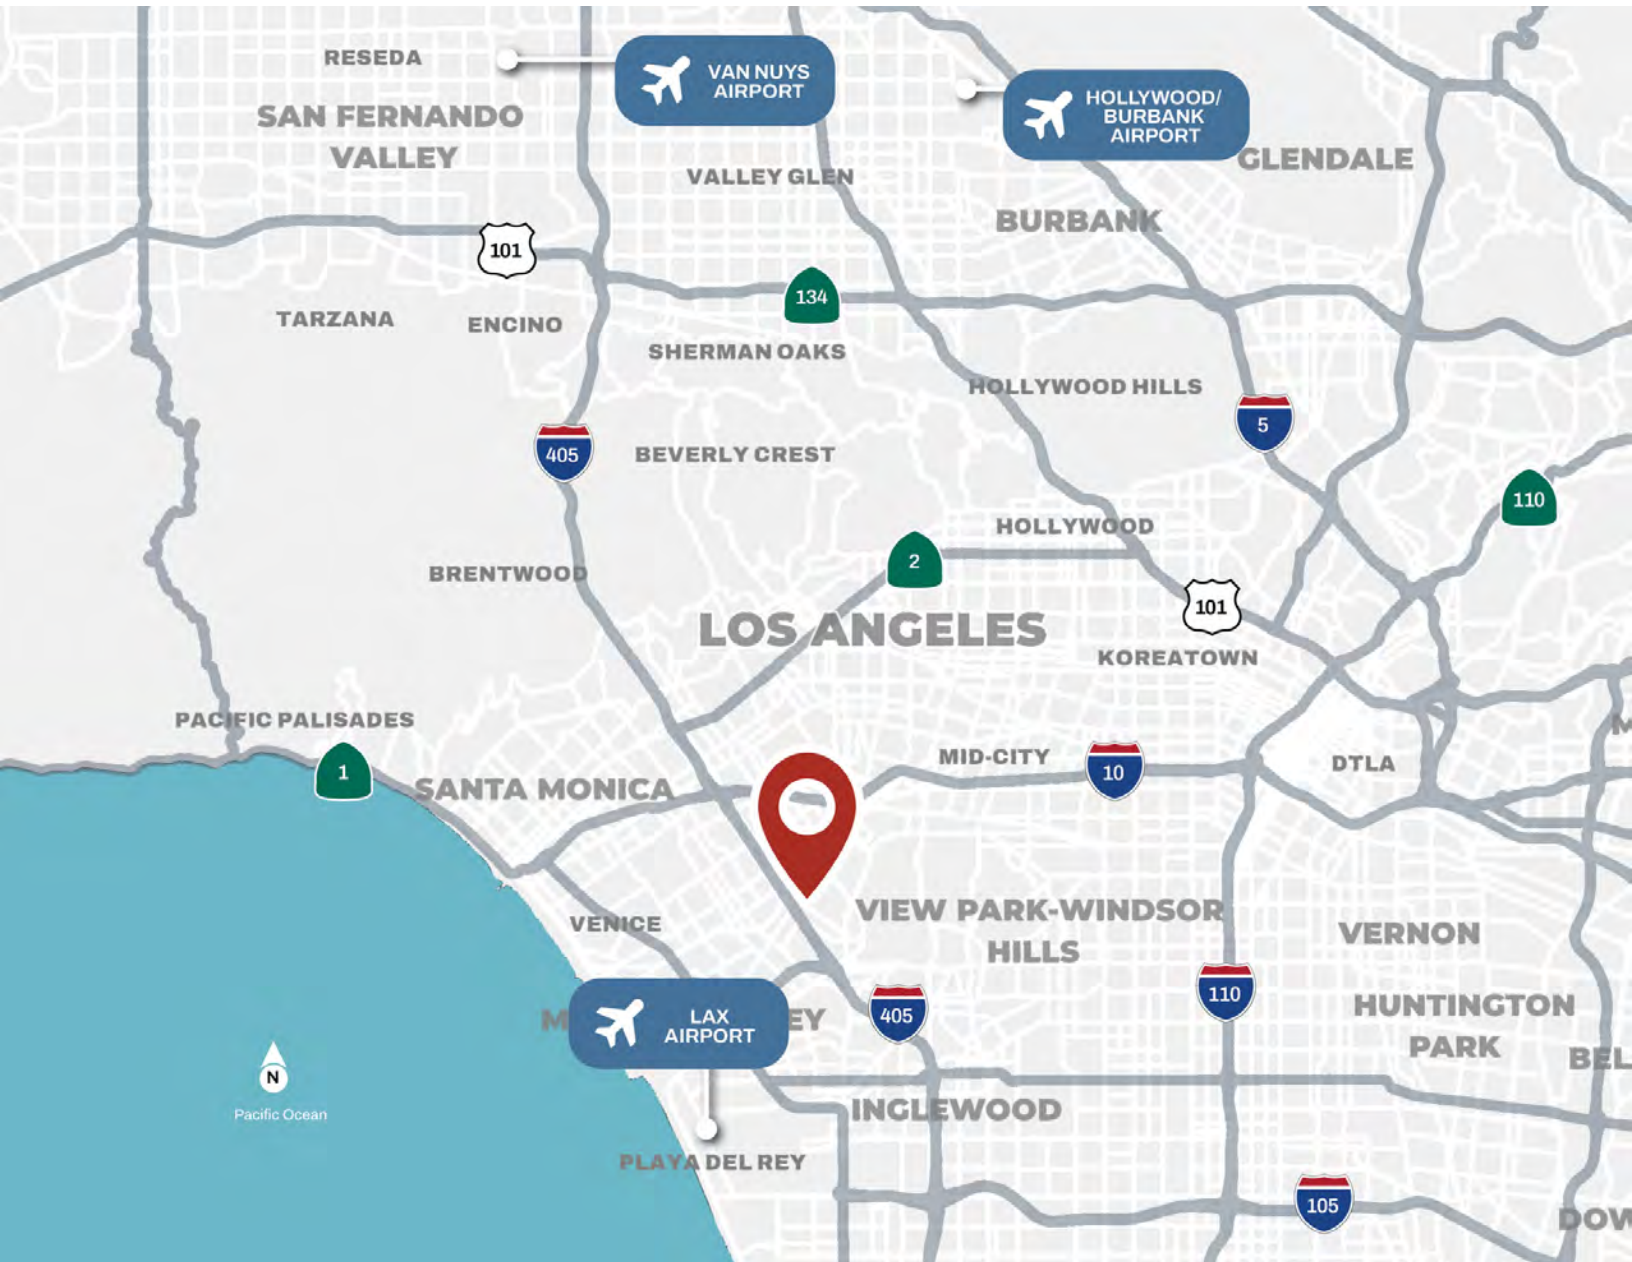 RESEDA
VAN NUYS
AIRPORT
HOLLYWOOD/
BURBANK
AIRPORT
SAN FERNANDO
VALLEY
GLENDALE
VALLEY GLEN
BURBANK
101
134
TARZANA
ENCINO
SHERMAN OAKS
HOLLYWOOD HILLS
5
405
BEVERLY CREST
110
HOLLYWOOD
2
BRENTWOOD
101
LOS ANGELES
KOREATOWN
PACIFIC PALISADES
M
1
SANTA MONICA
MID-CITY
10
DTLA
VIEW PARK-WINDSOR
HILLS
VENICE
VERNON
110
HUNTINGTON
PARK
M
LAX
AIRPORT
EY
405
BEL
N
Pacific Ocean
INGLEWOOD
PLAYA DEL REY
105
DOW